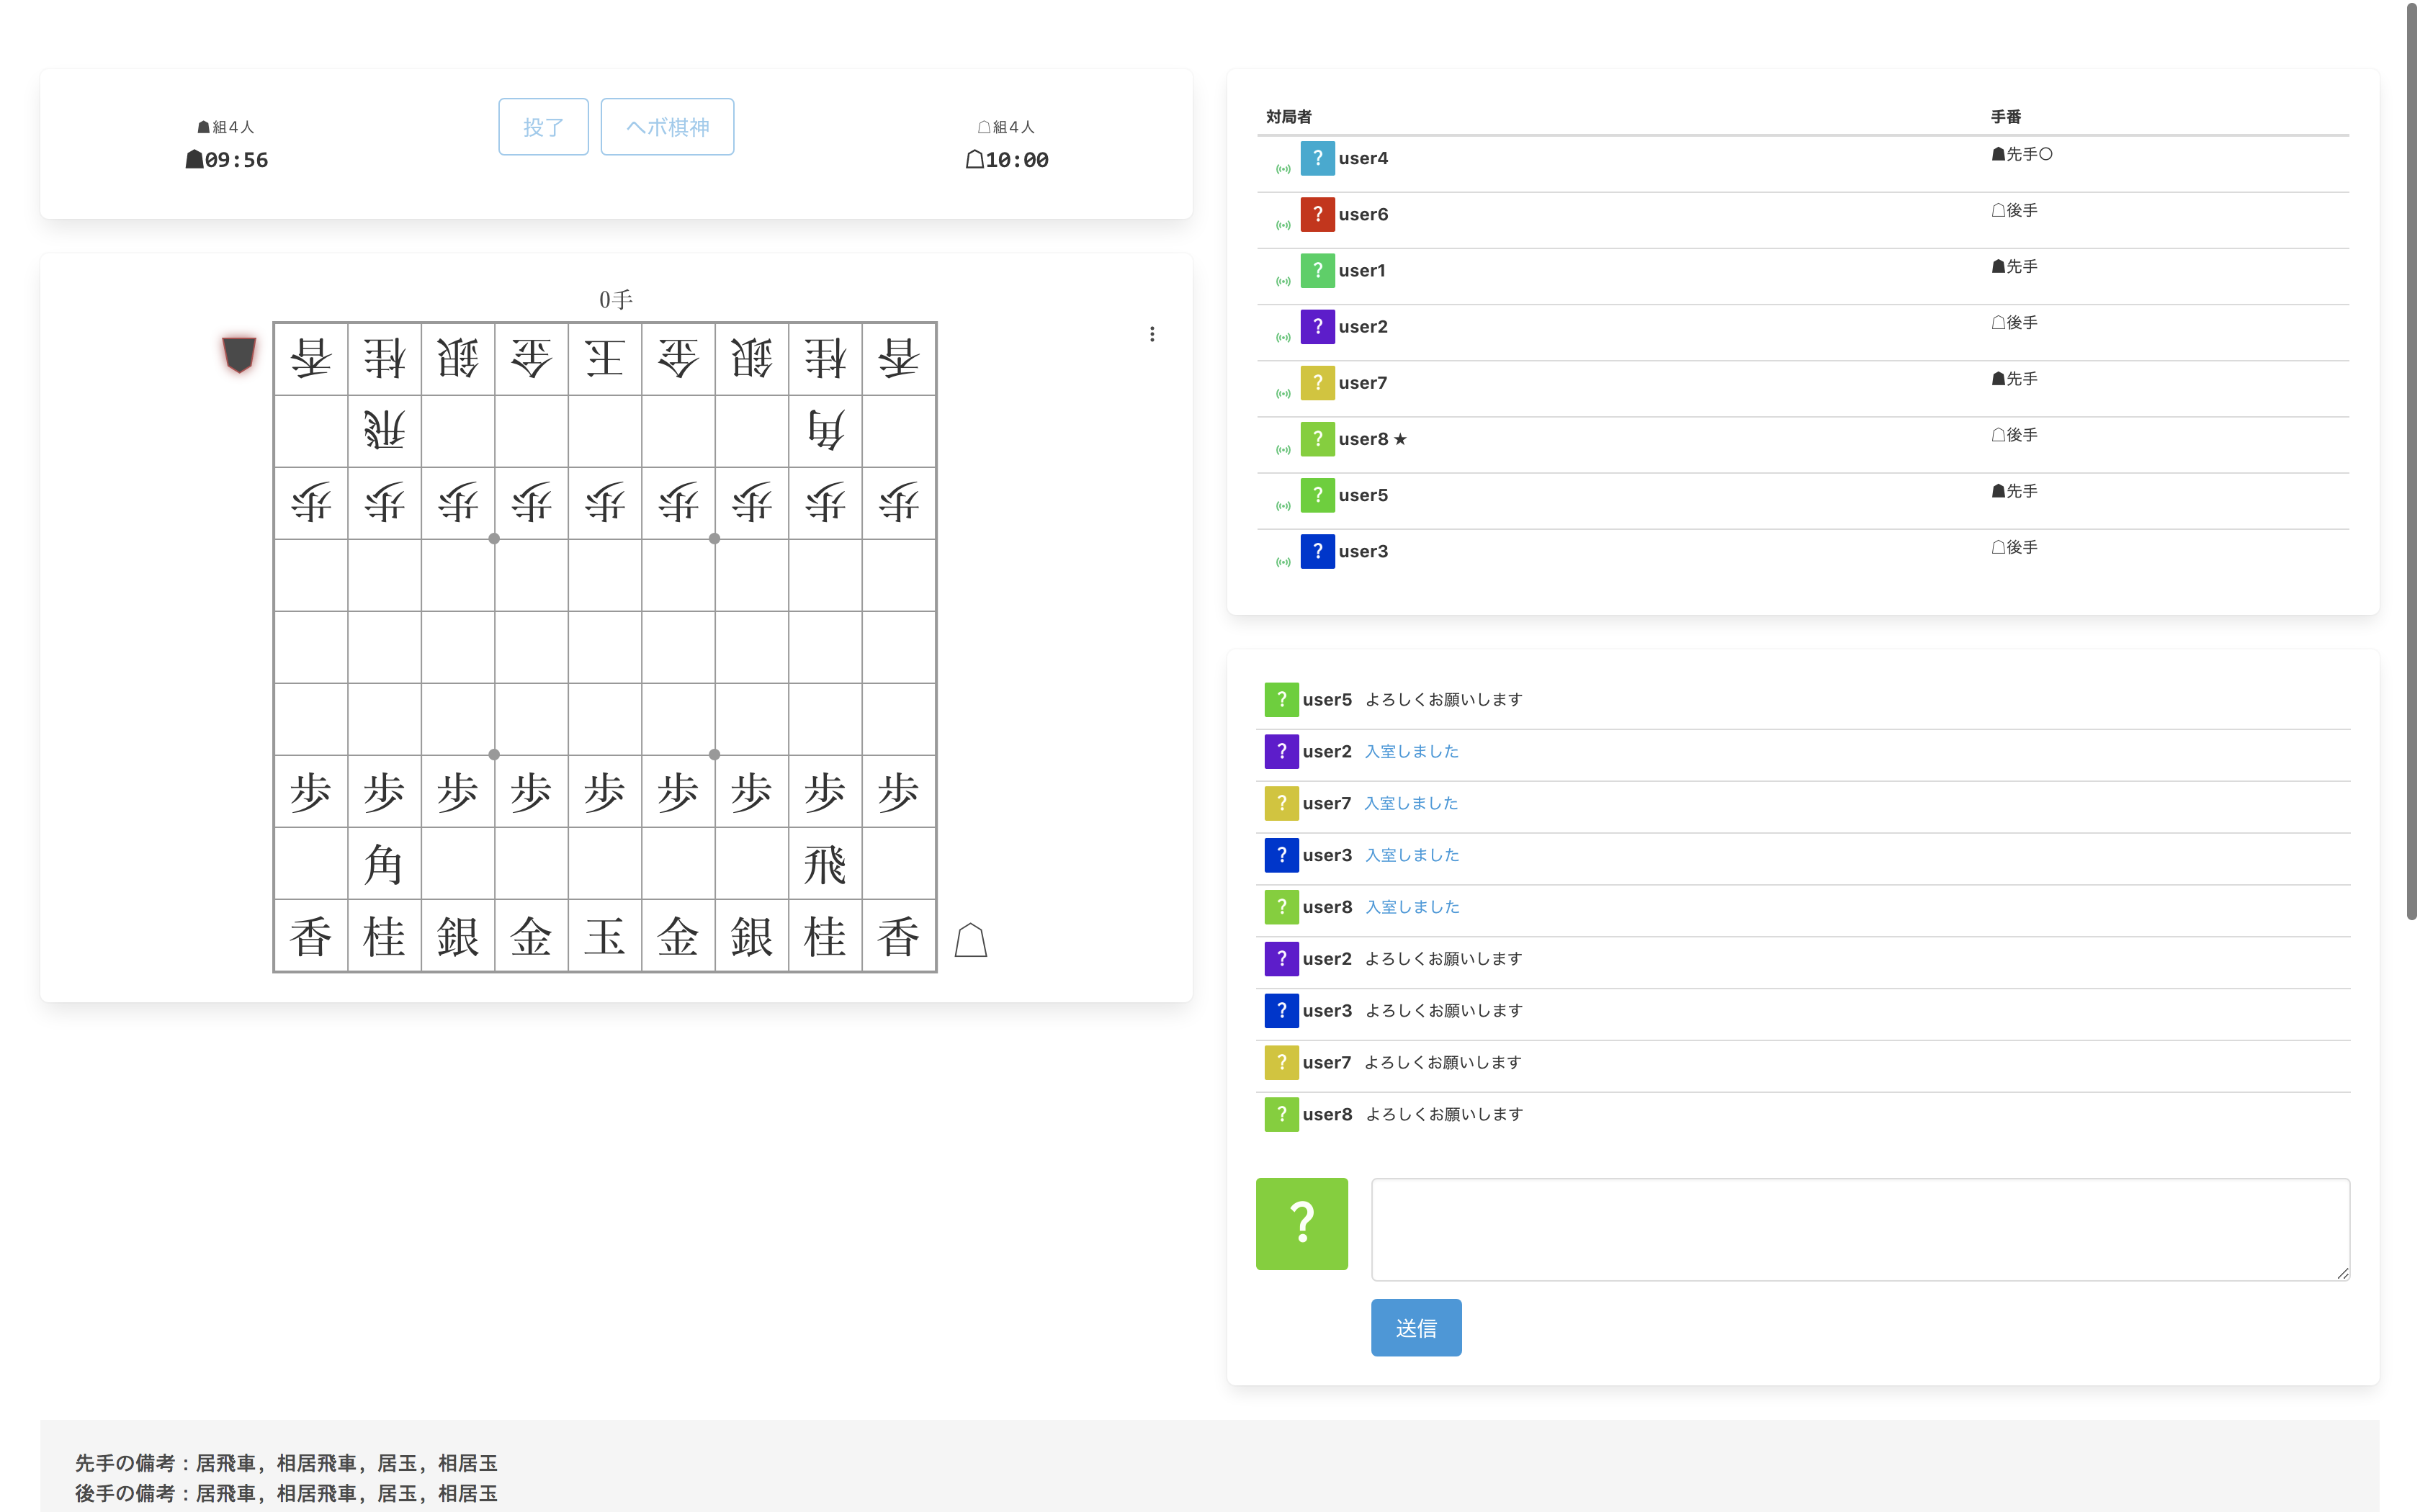 ☗組4人
☗09:56
投了
ヘボ棋神
☖組4人
☖10:00
0手
香 桂 銀 金 王 金 銀 桂 香
飛 角
歩 歩 歩 歩 歩 歩 歩 歩 歩
歩 歩 歩 歩 歩 歩 歩 歩 歩
角 飛
香 桂 銀 金 玉 金 銀 桂 香
対局者 手番
? user4 ☗先手○
? user6 ☖後手
? user1 ☗先手
? user2 ☖後手
? user7 ☗先手
? user8 ★ ☖後手
? user5 ☗先手
? user3 ☖後手
? user5 よろしくお願いします
? user2 入室しました
? user7 入室しました
? user3 入室しました
? user8 入室しました
? user2 よろしくお願いします
? user3 よろしくお願いします
? user7 よろしくお願いします
? user8 よろしくお願いします
?
送信
先手の備考：居飛車, 相居飛車, 居玉, 相居玉
後手の備考：居飛車, 相居飛車, 居玉, 相居玉